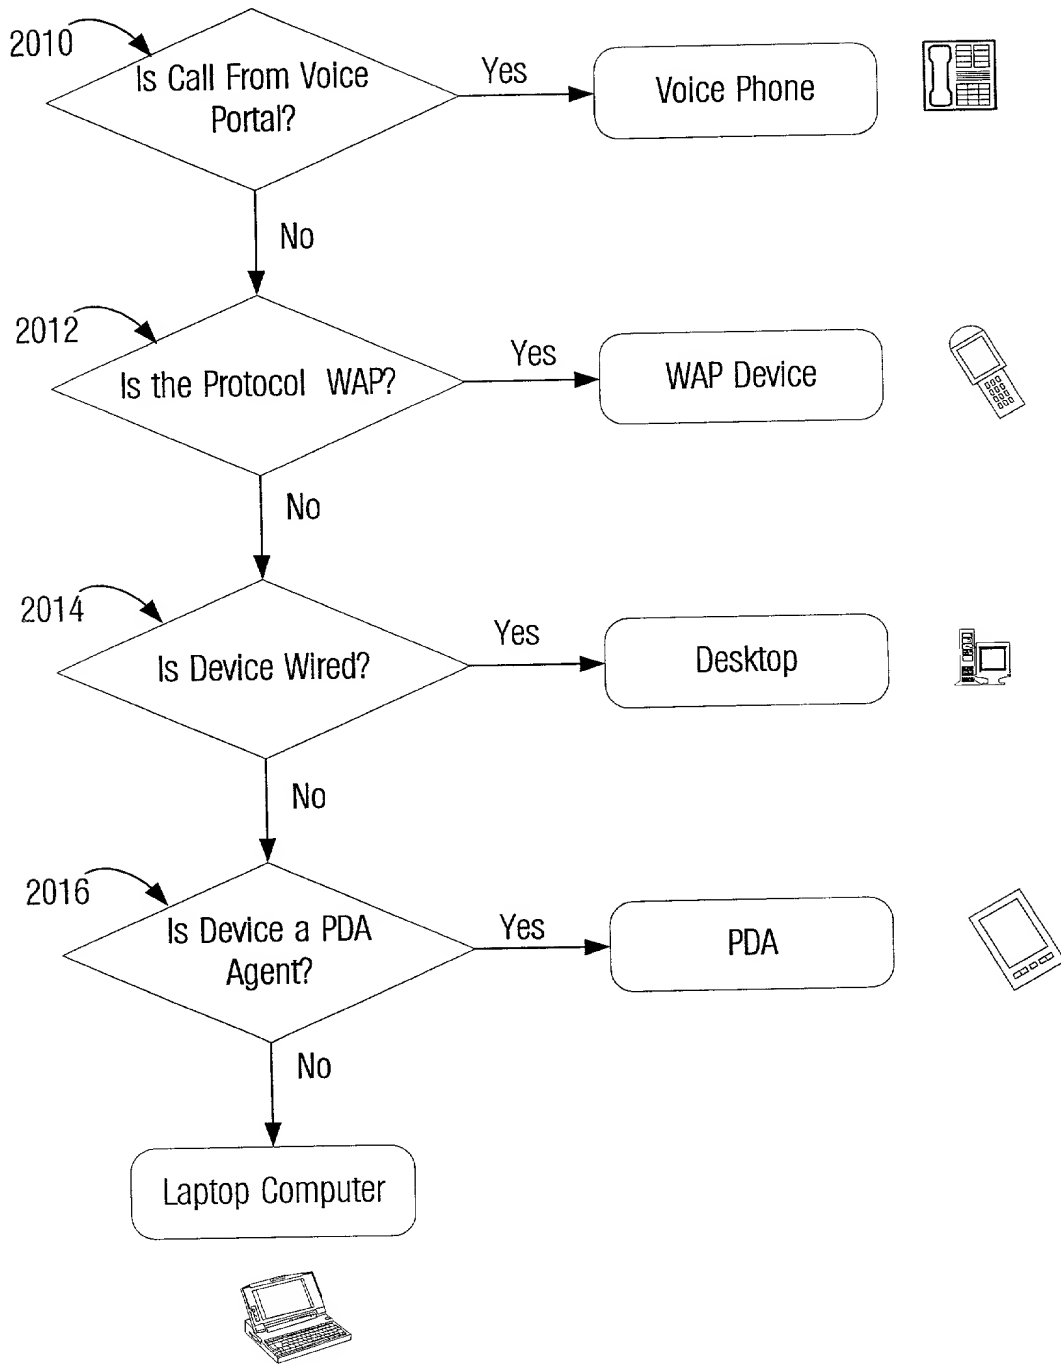 2010
Is Call From Voice
Portal?
Yes
Voice Phone
No
2012
Is the Protocol WAP?
Yes
WAP Device
No
2014
Is Device Wired?
Yes
Desktop
No
2016
Is Device a PDA
Agent?
Yes
PDA
No
Laptop Computer